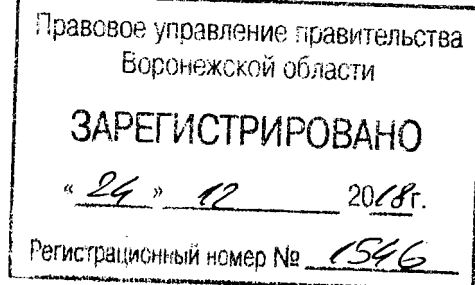 Правовое управление правительства
Воронежской области
ЗАРЕГИСТРИРОВАНО
« 24 » 12 2018г.
Регистрационный номер № 1546